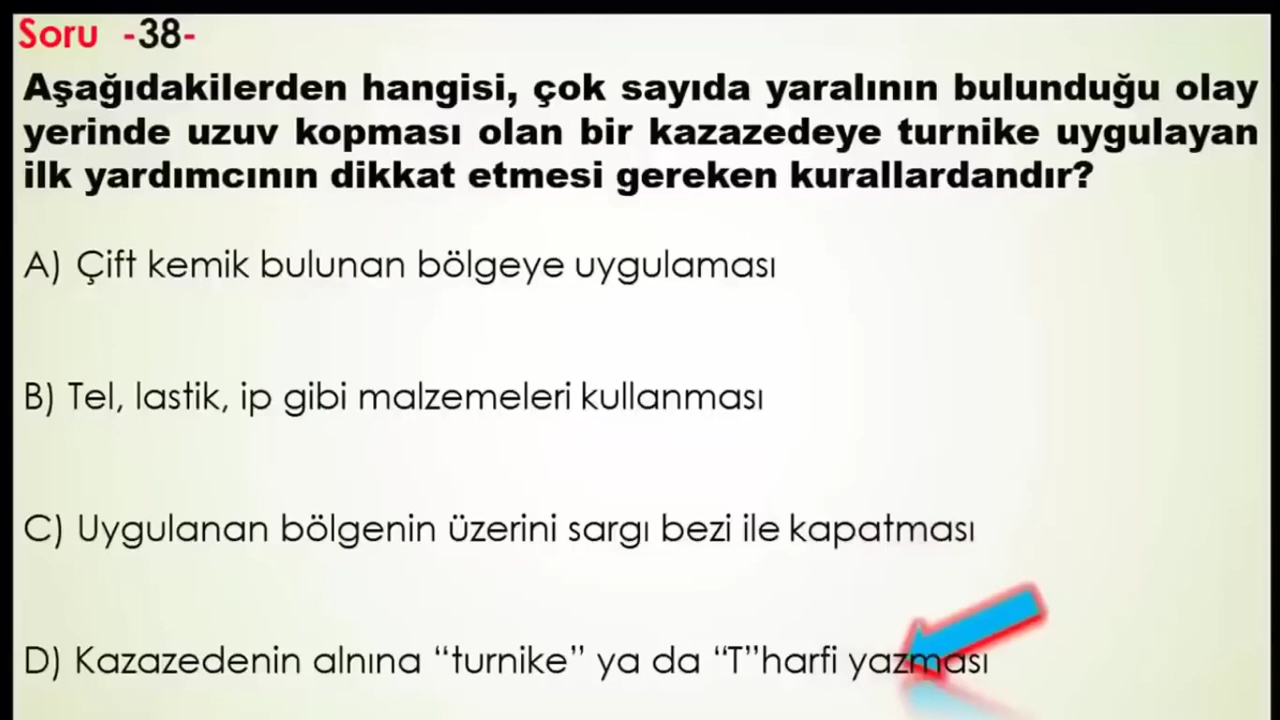 Soru -38-
Aşağıdakilerden hangisi, çok sayıda yaralının bulunduğu olay
yerinde uzuv kopması olan bir kazazedeye turnike uygulayan
ilk yardımcının dikkat etmesi gereken kurallardandır?
A) Çift kemik bulunan bölgeye uygulaması
B) Tel, lastik, ip gibi malzemeleri kullanması
C) Uygulanan bölgenin üzerini sargı bezi ile kapatması
D) Kazazedenin alnına “turnike” ya da “T”harfi yazması